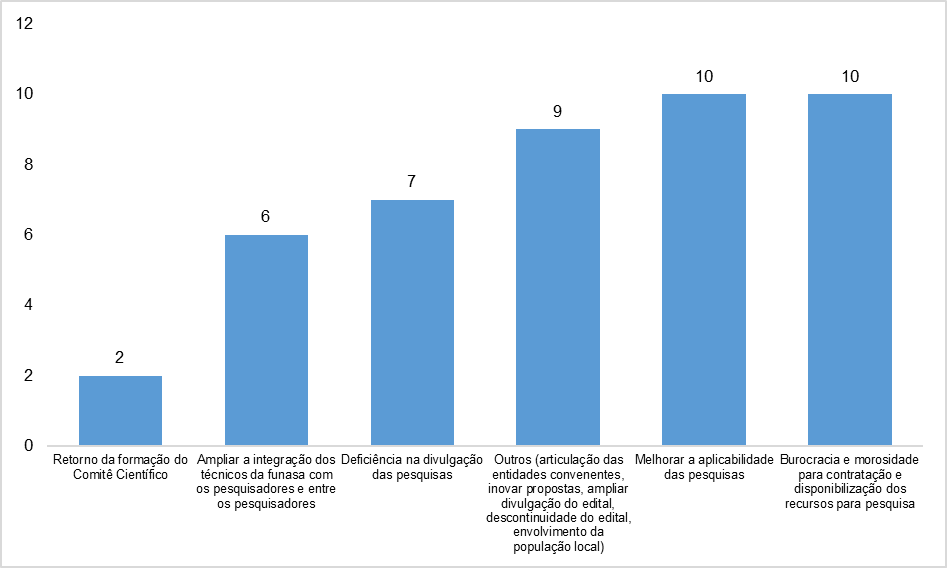 12
10
8
6
4
2
0
2
6
7
9
10
10
Retorno da formação do
Comitê Científico
Ampliar a integração dos
técnicos da funasa com
os pesquisadores e entre
os pesquisadores
Deficiência na divulgação
das pesquisas
Outros (articulação das
entidades convenentes,
inovar propostas, ampliar
divulgação do edital,
descontinuidade do edital,
envolvimento da
população local)
Melhorar a aplicabilidade
das pesquisas
Burocracia e morosidade
para contratação e
disponibilização dos
recursos para pesquisa